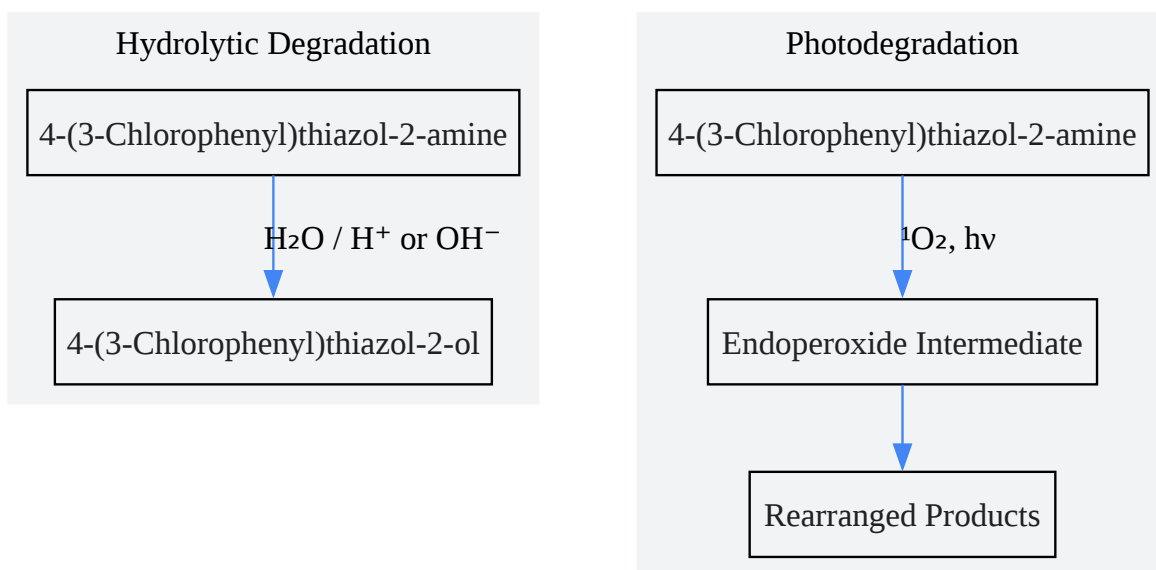 Hydrolytic Degradation
4-(3-Chlorophenyl)thiazol-2-amine
H₂O / H⁺ or OH⁻
4-(3-Chlorophenyl)thiazol-2-ol
Photodegradation
4-(3-Chlorophenyl)thiazol-2-amine
¹O₂, hν
Endoperoxide Intermediate
Rearranged Products